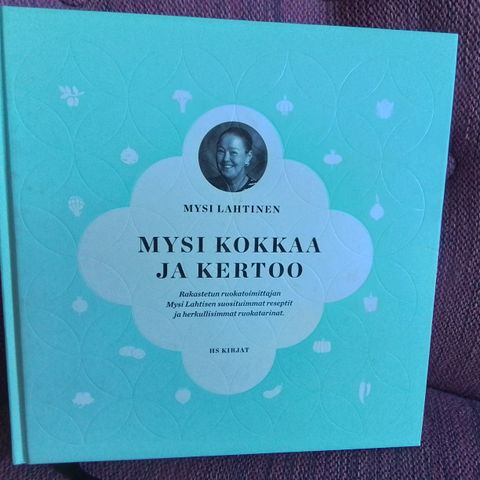 MYSI LAHTINEN
MYSI KOKKAA
JA KERTOO
Rakastetun ruokatoimittajan
Mysi Lahtisen suosituimmat reseptit
ja herkullisimmat ruokatarinat.
HS KIRJAT